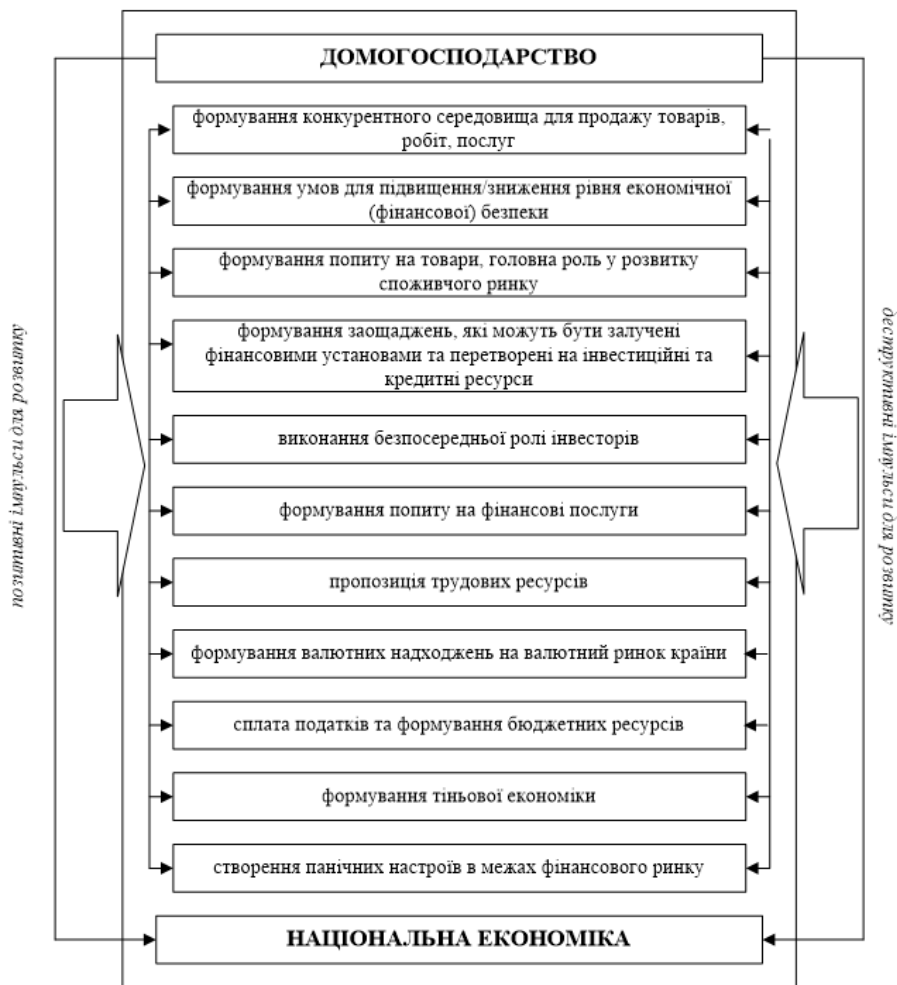 ДОМОГОСПОДАРСТВО
формування конкурентного середовища для продажу товарів,
робіт, послуг
формування умов для підвищення/зниження рівня економічної
(фінансової) безпеки
формування попиту на товари, головна роль у розвитку
споживчого ринку
формування заощаджень, які можуть бути залучені
фінансовими установами та перетворені на інвестиційні та
кредитні ресурси
виконання безпосередньої ролі інвесторів
формування попиту на фінансові послуги
пропозиція трудових ресурсів
формування валютних надходжень на валютний ринок країни
сплата податків та формування бюджетних ресурсів
формування тіньової економіки
створення панічних настроїв в межах фінансового ринку
НАЦІОНАЛЬНА ЕКОНОМІКА
позитивні імпульси для розвитку
деструктивні імпульси для розвитку